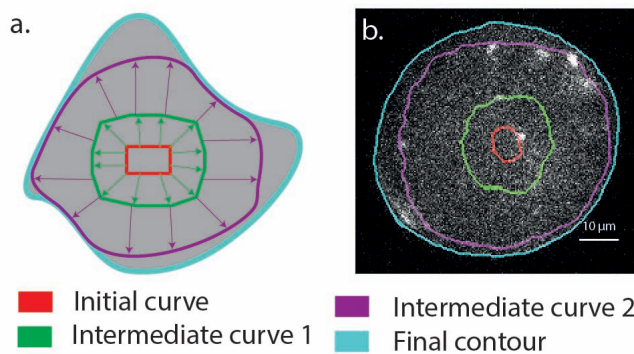 a.
b.
10 µm
Initial curve
Intermediate curve 1
Intermediate curve 2
Final contour